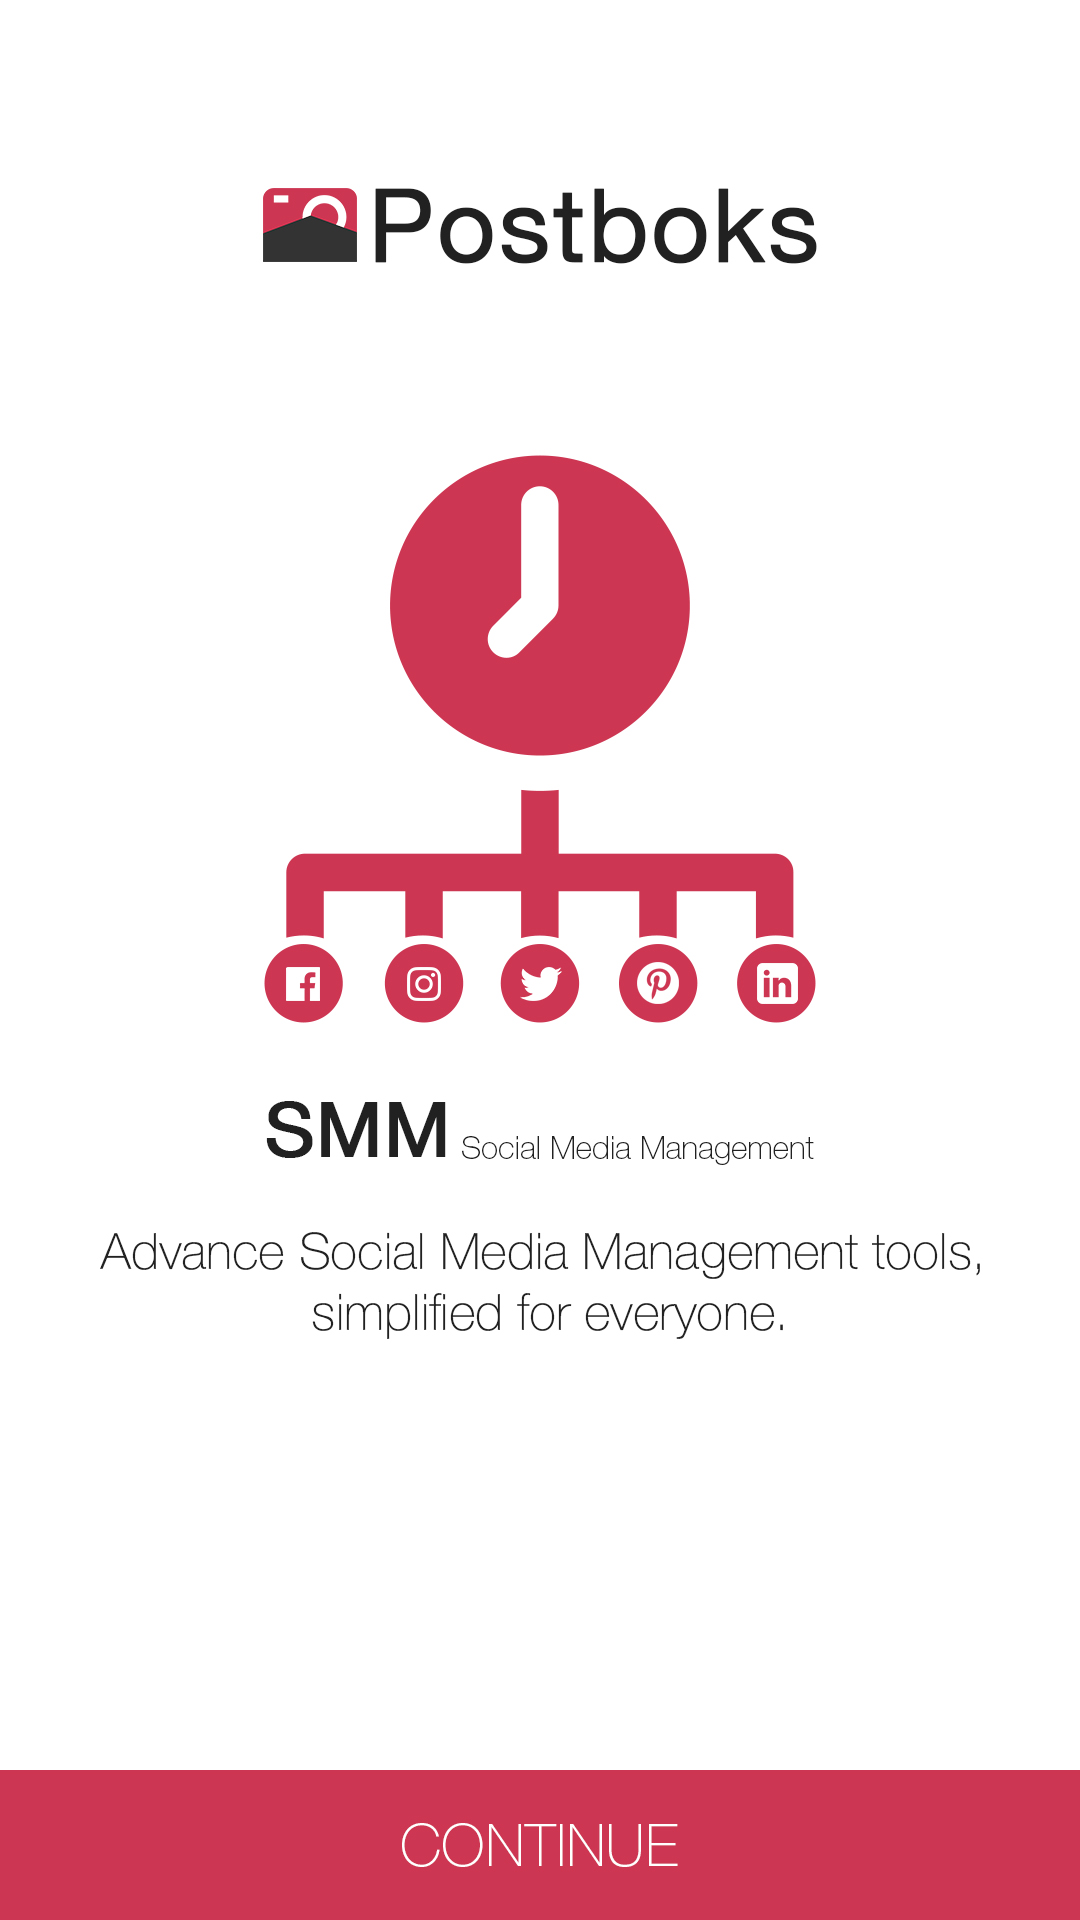 Postboks
SMM Social Media Management
Advance Social Media Management tools,
simplified for everyone.
CONTINUE